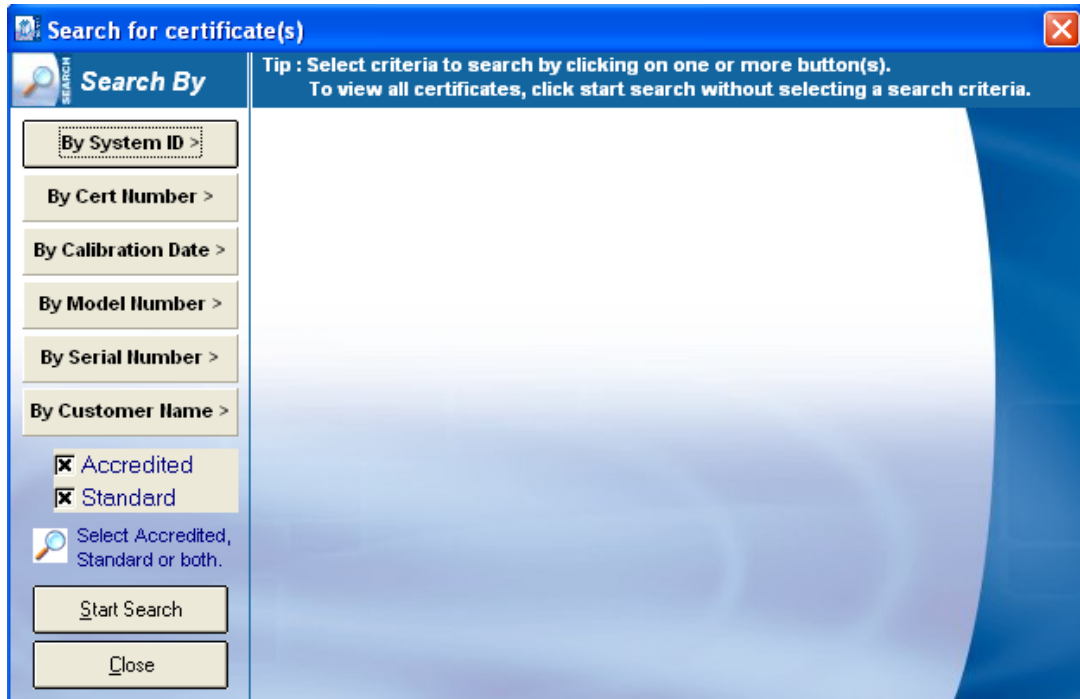 Search for certificate(s)
SEARCH
Search By
Tip : Select criteria to search by clicking on one or more button(s).
To view all certificates, click start search without selecting a search criteria.
By System ID >
By Cert Number >
By Calibration Date >
By Model Number >
By Serial Number >
By Customer Name >
Accredited
Standard
Select Accredited,
Standard or both.
Start Search
Close